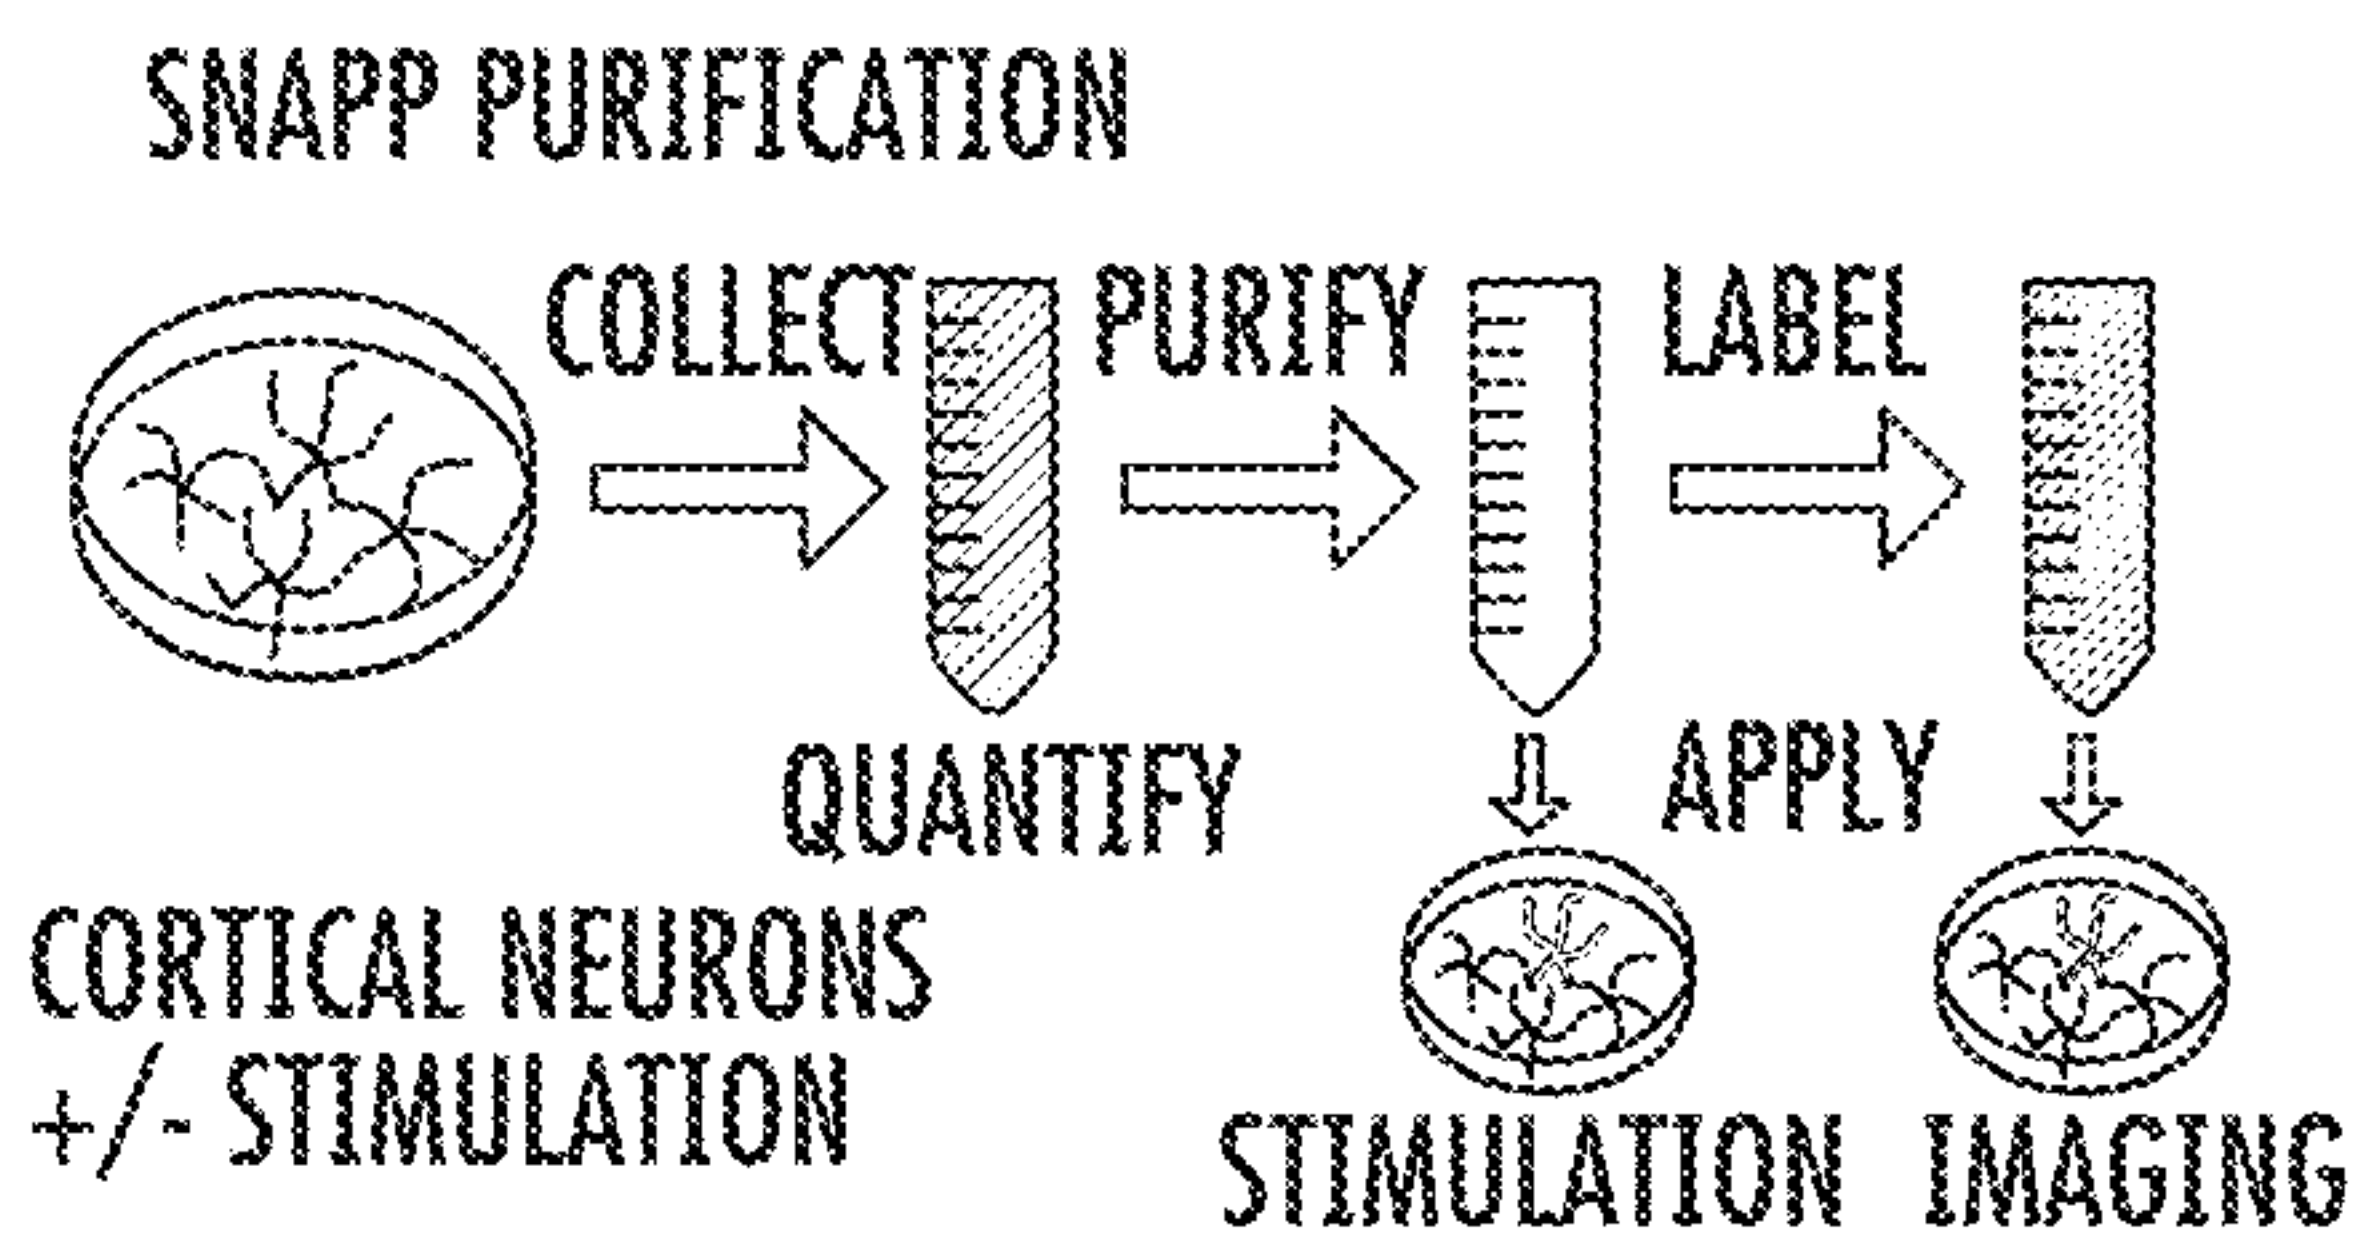 SNAPP PURIFICATION
COLLECT
PURIFY
LABEL
QUANTIFY
APPLY
CORTICAL NEURONS
+/- STIMULATION
STIMULATION
IMAGING